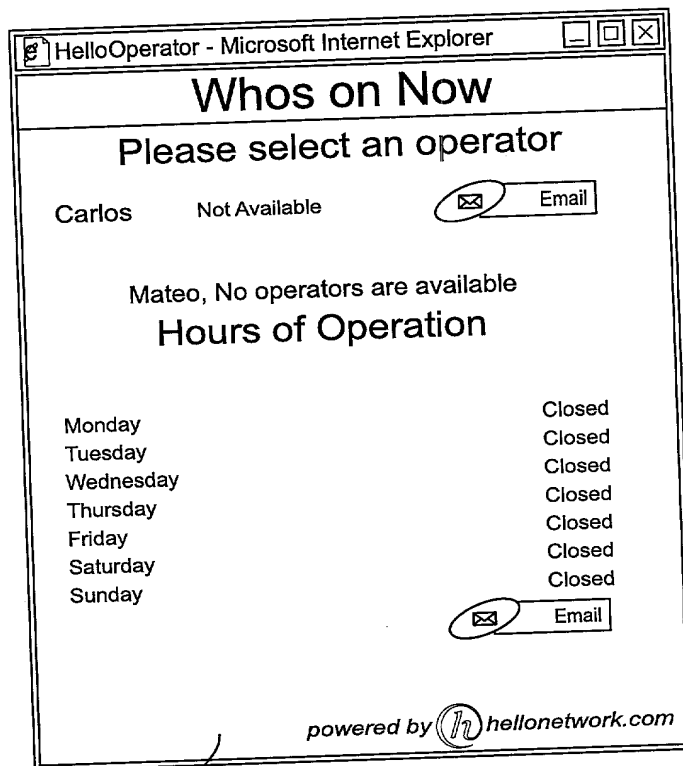 HelloOperator - Microsoft Internet Explorer
Whos on Now
Please select an operator
Carlos Not Available Email
Mateo, No operators are available
Hours of Operation
Monday Closed
Tuesday Closed
Wednesday Closed
Thursday Closed
Friday Closed
Saturday Closed
Sunday Closed
Email
powered by h hellonetwork.com